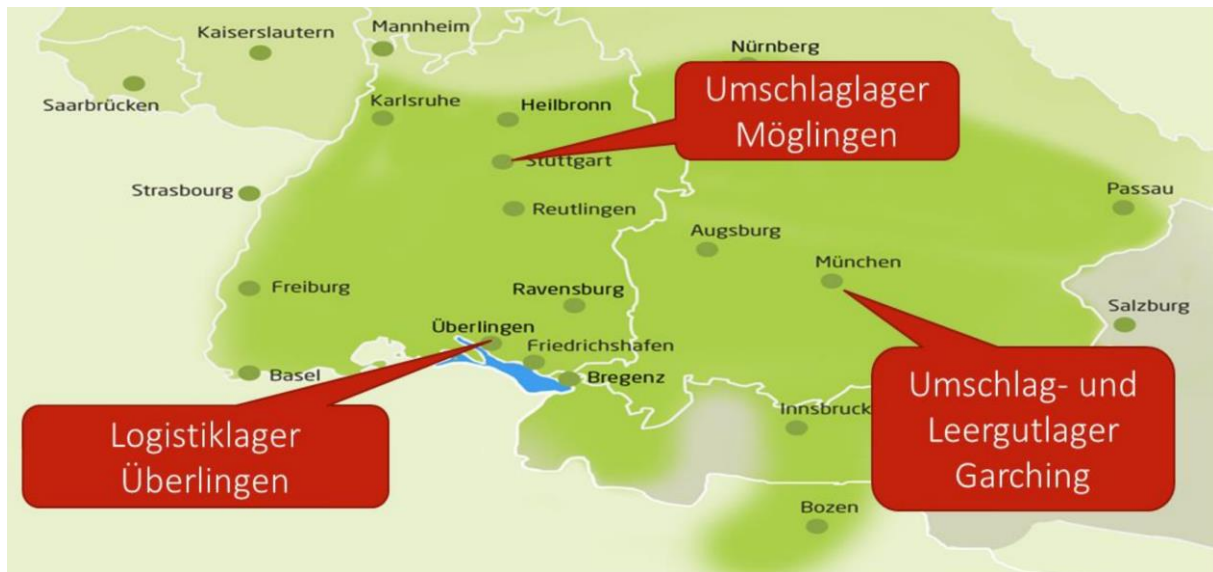 Kaiserslautern
Mannheim
Nürnberg
Saarbrücken
Karlsruhe
Heilbronn
Umschlaglager
Möglingen
Stuttgart
Strasbourg
Reutlingen
Passau
Augsburg
München
Freiburg
Ravensburg
Salzburg
Überlingen
Friedrichshafen
Basel
Bregenz
Innsbruck
Logistiklager
Überlingen
Umschlag- und
Leergutlager
Garching
Bozen